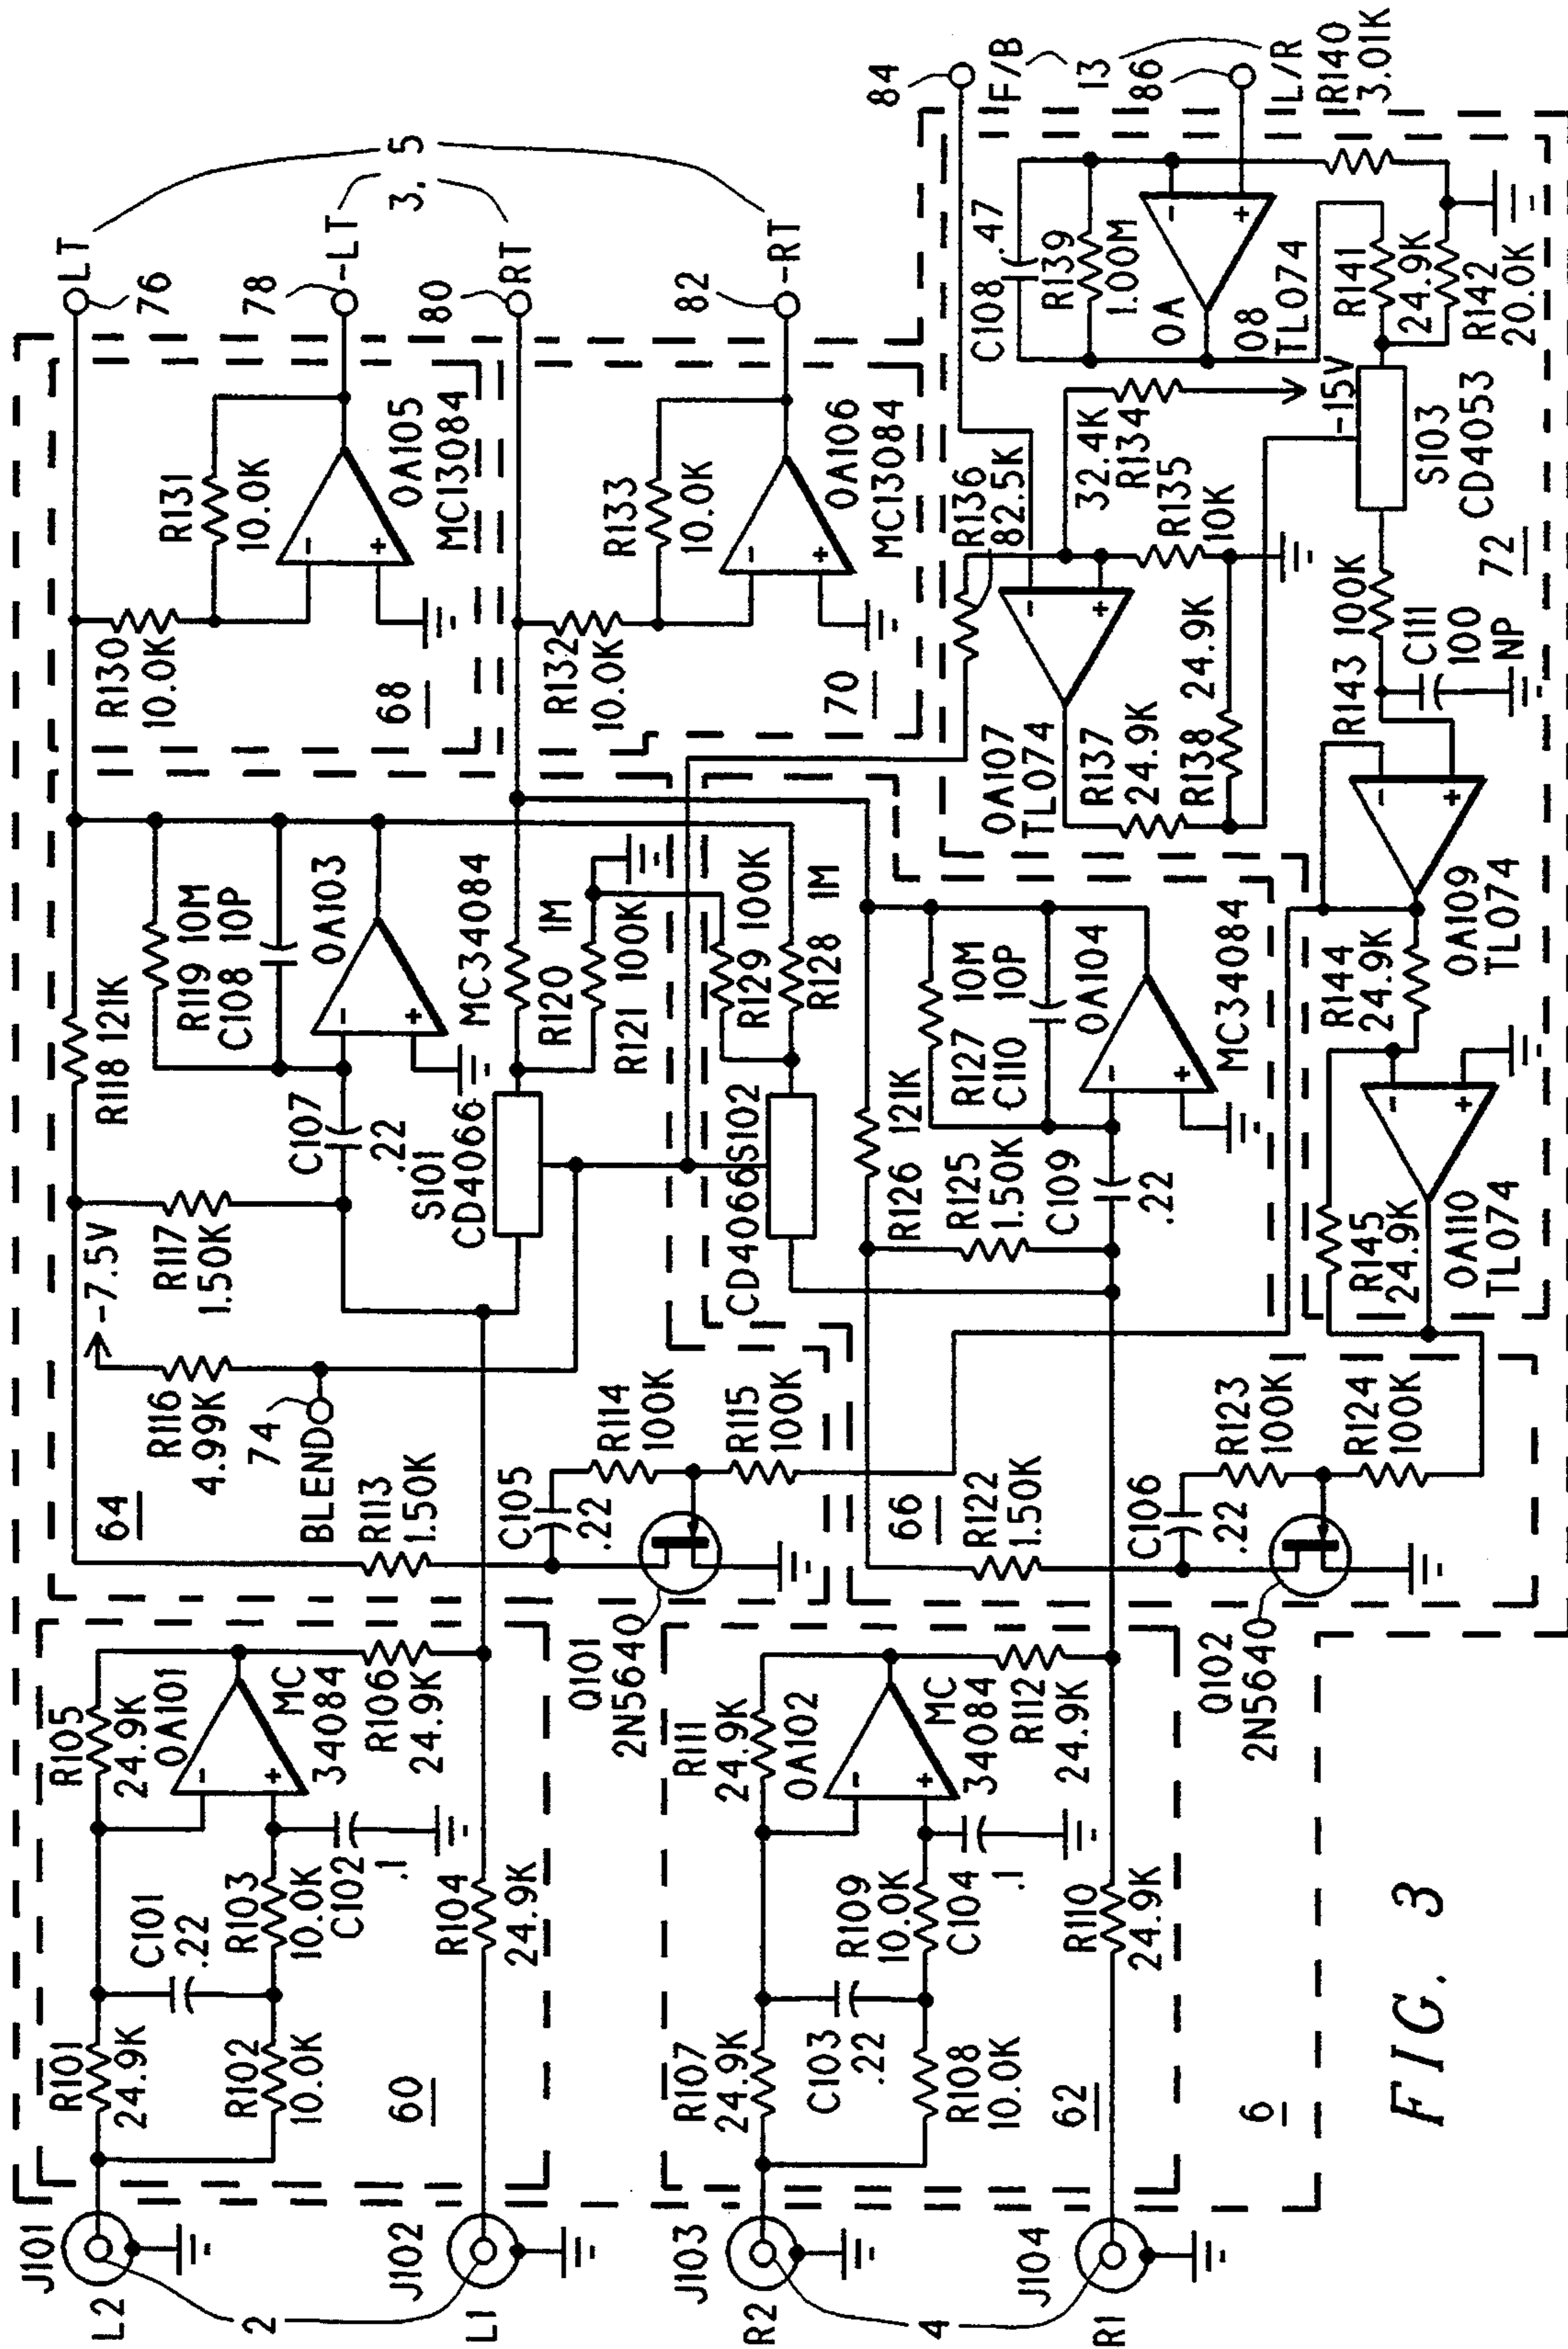 J101
L2
2
J102
L1
J103
R2
4
J104
R1
R101
24.9K
C101
.22
R102
10.0K
R103
10.0K
C102
.1
R105
24.9K
OA101
MC
34084
R106
24.9K
60
R104
24.9K
R107
24.9K
C103
.22
R108
10.0K
R109
10.0K
C104
.1
R111
24.9K
OA102
MC
34084
R112
24.9K
62
R110
24.9K
6
FIG. 3
64
R116
4.99K
-7.5V
74
BLEND
R113
1.50K
C105
.22
R114
100K
R115
100K
Q101
2N5640
R117
1.50K
R118 121K
R119 10M
C108 10P
C107
.22
OA103
MC34084
S101
CD4066
R120 1M
R121 100K
R129 100K
R128 1M
CD4066 S102
66
R122
1.50K
C106
.22
R123
100K
R124
100K
Q102
2N5640
R126 121K
R125
1.50K
R127 10M
C110 10P
C109
.22
OA104
MC34084
R130
10.0K
R131
10.0K
OA105
MC13084
68
R132
10.0K
R133
10.0K
OA106
MC13084
70
LT
76
-LT
78
RT
80
-RT
82
3,
5
84
F/B
13
86
L/R
R140
3.01K
C108 .47
R139
1.00M
OA
108
TL074
R141
24.9K
R142
20.0K
-15V
S103
CD4053
R136
82.5K
32.4K
R134
R135
10K
OA107
TL074
R137
24.9K
R138 24.9K
R143 100K
C111
100
NP
72
OA109
TL074
R144
24.9K
R145
24.9K
OA110
TL074